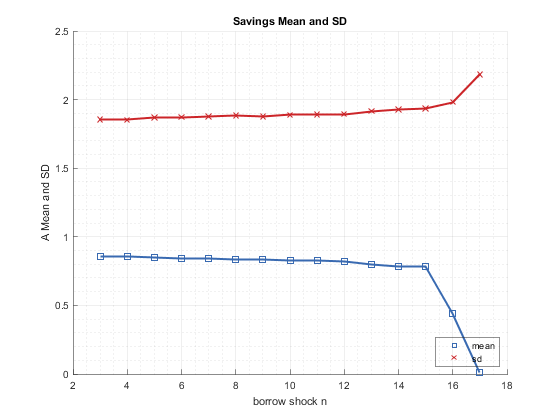 Savings Mean and SD
2.5
2
1.5
1
0.5
0
A Mean and SD
2 4 6 8 10 12 14 16 18
borrow shock n
mean
sd